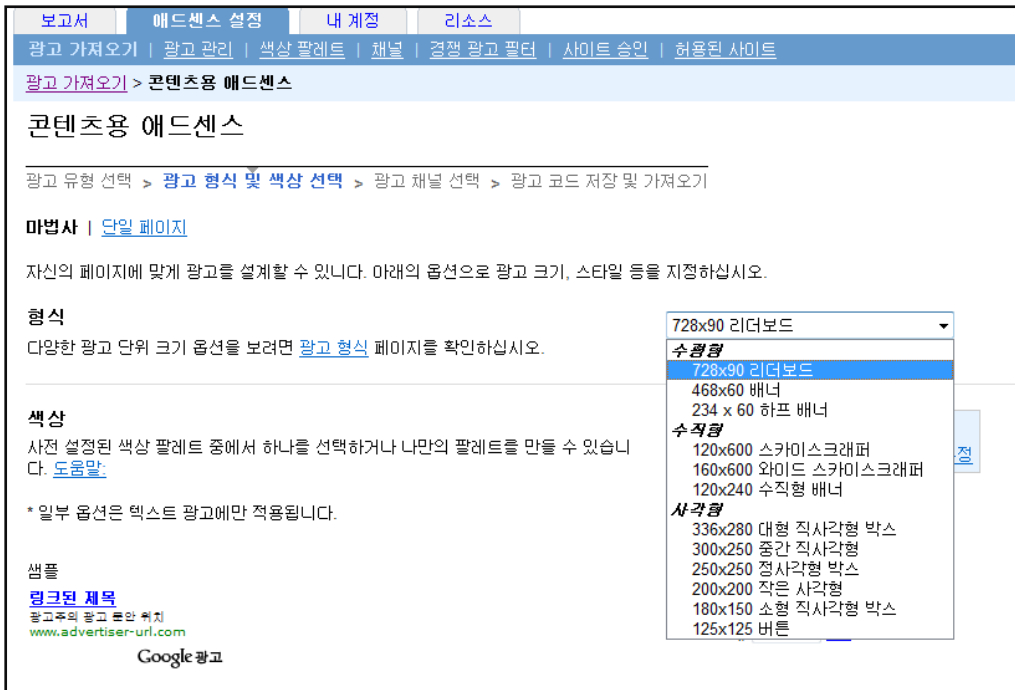 보고서 애드센스 설정 내 계정 리소스
광고 가져오기 | 광고 관리 | 색상 팔레트 | 채널 | 경쟁 광고 필터 | 사이트 승인 | 허용된 사이트
광고 가져오기 > 콘텐츠용 애드센스
콘텐츠용 애드센스
광고 유형 선택 > 광고 형식 및 색상 선택 > 광고 채널 선택 > 광고 코드 저장 및 가져오기
마법사 | 단일 페이지
자신의 페이지에 맞게 광고를 설계할 수 있니다. 아래의 옵션으로 광고 크기, 스타일 등을 지정하십시오.
형식
다양한 광고 단위 크기 옵션을 보려면 광고 형식 페이지를 확인하십시오.
728x90 리더보드
수평형
728x90 리더보드
468x60 배너
234 x 60 하프 배너
수직형
120x600 스카이스크래퍼
160x600 와이드 스카이스크래퍼
120x240 수직형 배너
사각형
336x280 대형 직사각형 박스
300x250 중간 직사각형
250x250 정사각형 박스
200x200 작은 사각형
180x150 소형 직사각형 박스
125x125 버튼
색상
사전 설정된 색상 팔레트 중에서 하나를 선택하거나 나만의 팔레트를 만들 수 있습니
다. 도움말:
* 일부 옵션은 텍스트 광고에만 적용됩니다.
샘플
링크된 제목
광고주의 광고 문안 위치
www.advertiser-url.com
Google 광고